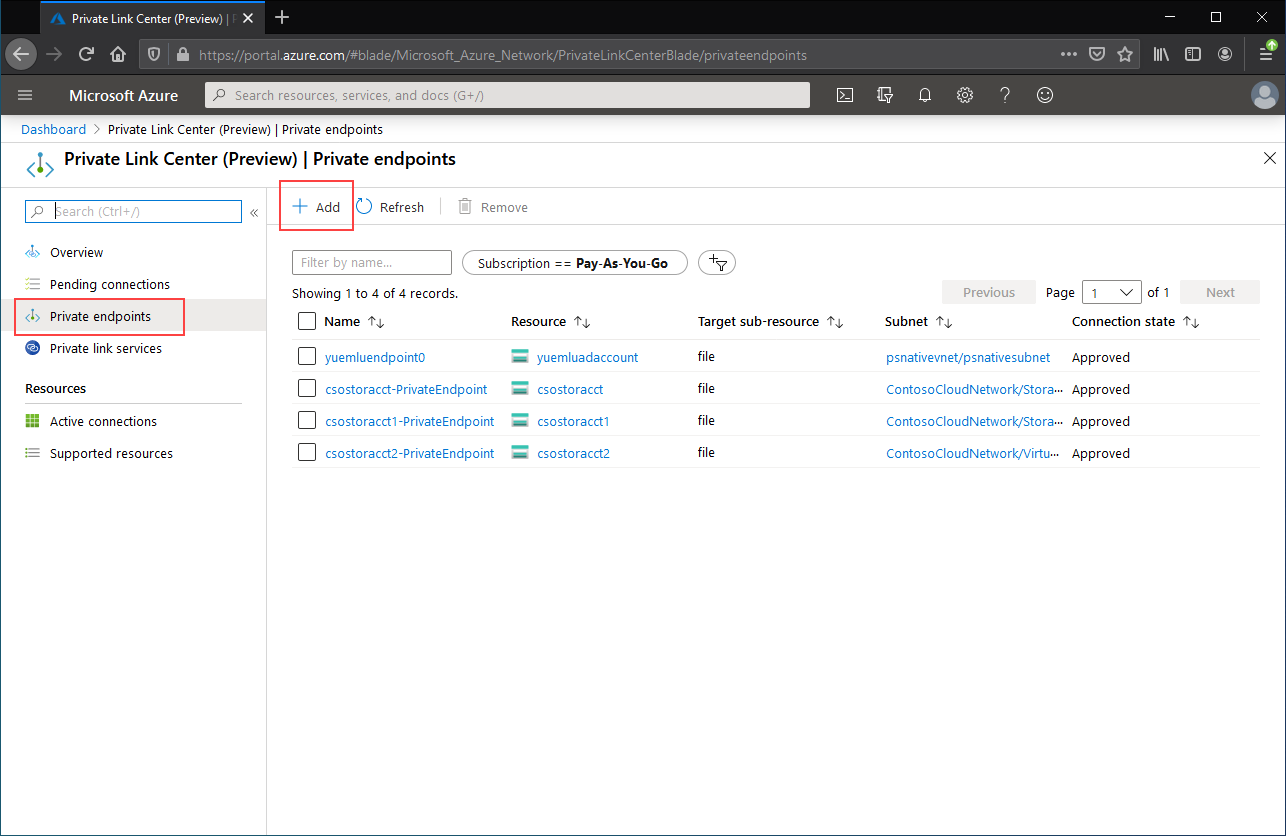 Private Link Center (Preview) |
https://portal.azure.com/#blade/Microsoft_Azure_Network/PrivateLinkCenterBlade/privateendpoints
Microsoft Azure
Search resources, services, and docs (G+/)
Dashboard > Private Link Center (Preview) | Private endpoints
Private Link Center (Preview) | Private endpoints
Search (Ctrl+/)
«
Overview
Pending connections
Private endpoints
Private link services
Resources
Active connections
Supported resources
+ Add
Refresh
Remove
Filter by name...
Subscription == Pay-As-You-Go
Showing 1 to 4 of 4 records.
Previous Page 1 of 1 Next
Name ↑↓ Resource ↑↓ Target sub-resource ↑↓ Subnet ↑↓ Connection state ↑↓
yuemluendpoint0 yuemluadaccount file psnativevnet/psnativesubnet Approved
csostoracct-PrivateEndpoint csostoracct file ContosoCloudNetwork/Stora... Approved
csostoracct1-PrivateEndpoint csostoracct1 file ContosoCloudNetwork/Stora... Approved
csostoracct2-PrivateEndpoint csostoracct2 file ContosoCloudNetwork/Virtu... Approved